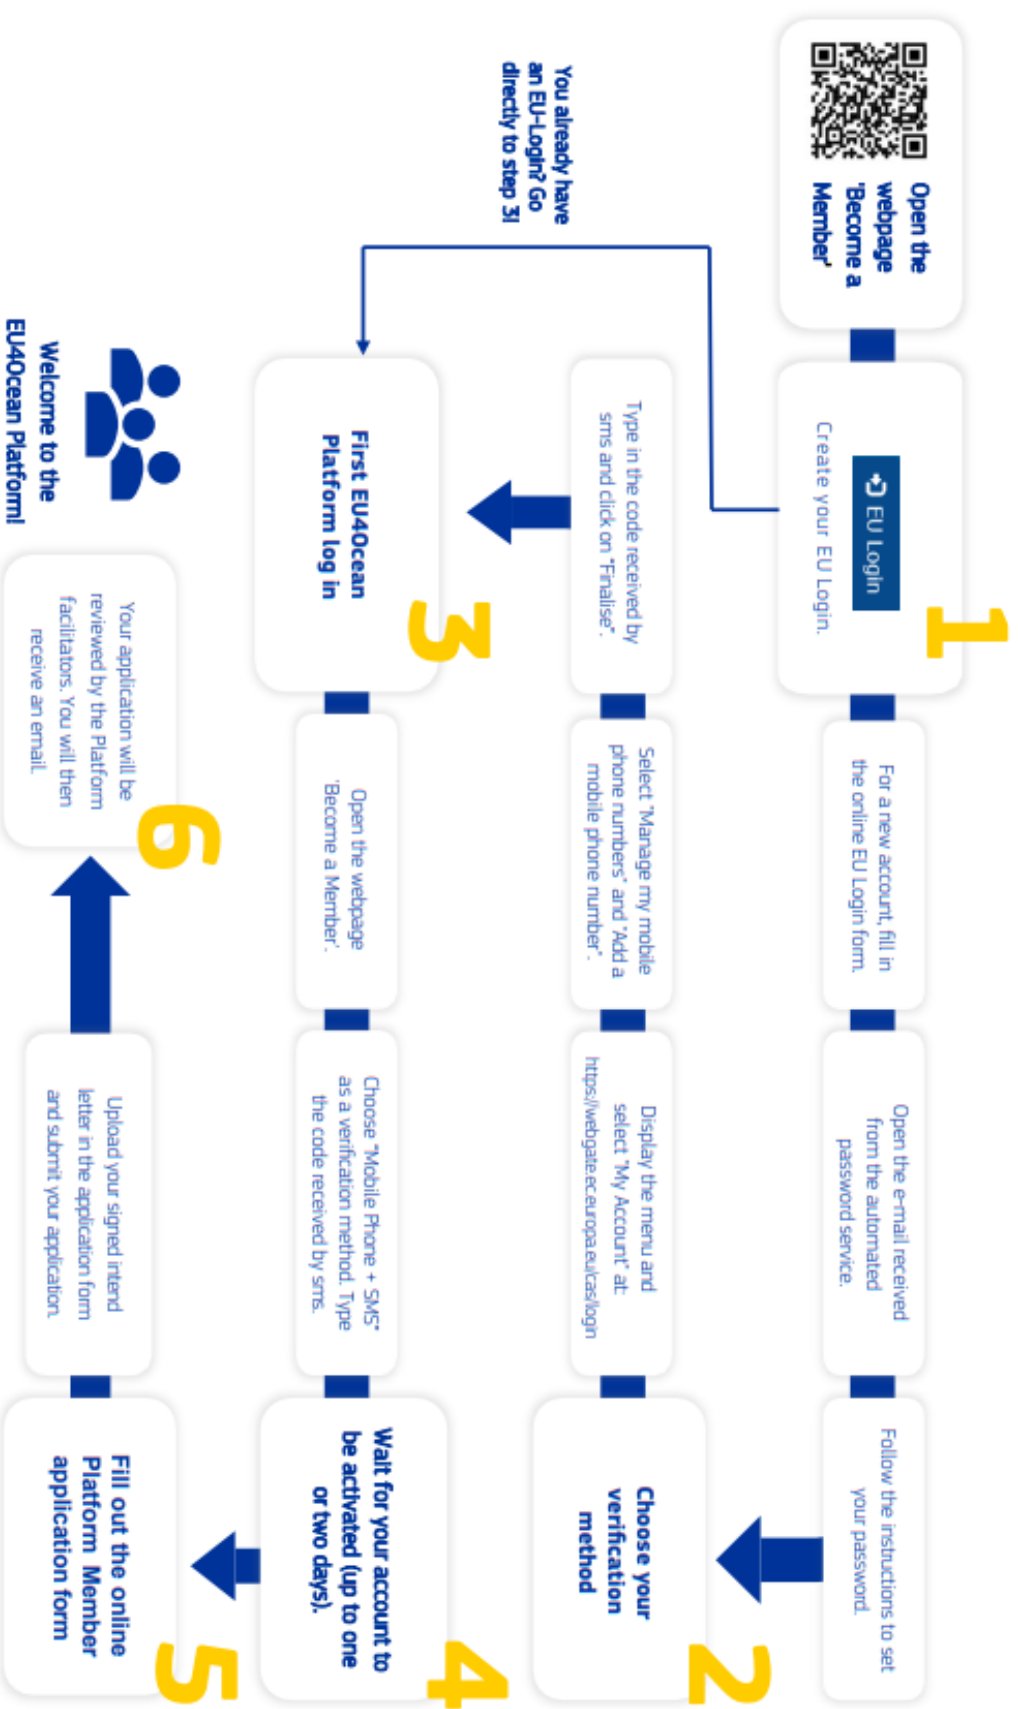 Open the
webpage
'Become a
Member'
1
EU Login
Create your EU Login.
For a new account, fill in
the online EU Login form.
Open the e-mail received
from the automated
password service.
Follow the instructions to set
your password.
You already have
an EU-Login? Go
directly to step 3!
2
Choose your
verification
method
Display the menu and
select "My Account" at:
https://webgate.ec.europa.eu/cas/login
Select "Manage my mobile
phone numbers" and "Add a
mobile phone number".
Type in the code received by
sms and click on "Finalise".
3
First EU4Ocean
Platform log in
Open the webpage
'Become a Member'.
Choose "Mobile Phone + SMS"
as a verification method. Type
the code received by sms.
4
Wait for your account to
be activated (up to one
or two days).
5
Fill out the online
Platform Member
application form
Upload your signed intend
letter in the application form
and submit your application.
6
Your application will be
reviewed by the Platform
facilitators. You will then
receive an email.
Welcome to the
EU4Ocean Platform!